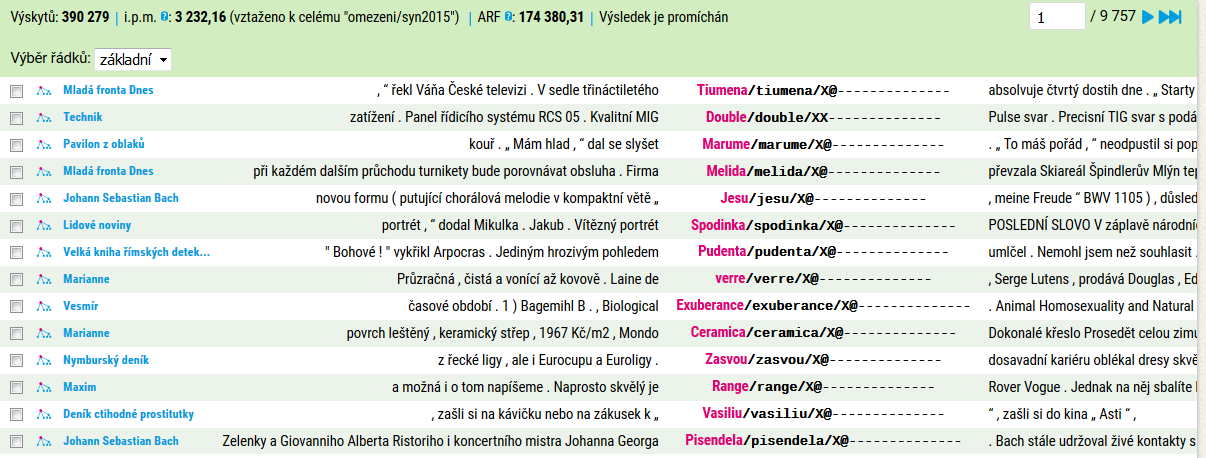 Výskytů: 390 279 | i.p.m. ?: 3 232,16 (vztaženo k celému "omezeni/syn2015") | ARF ?: 174 380,31 | Výsledek je promíchán 1 / 9 757
Výběr řádků: základní
Mladá fronta Dnes , “ řekl Váňa České televizi . V sedle třináctiletého Tiumena/tiumena/X@-------------- absolvuje čtvrtý dostih dne . „ Starty
Technik zatížení . Panel řídicího systému RCS 05 . Kvalitní MIG Double/double/XX-------------- Pulse svar . Precisní TIG svar s podá
Pavilon z oblaků kouř . „ Mám hlad , “ dal se slyšet Marume/marume/X@-------------- . „ To máš pořád , “ neodpustil si pop
Mladá fronta Dnes při každém dalším průchodu turnikety bude porovnávat obsluha . Firma Melida/melida/X@-------------- převzala Skiareál Špindlerův Mlýn tep
Johann Sebastian Bach novou formu ( putující chorálová melodie v kompaktní větě „ Jesu/jesu/X@-------------- , meine Freude “ BWV 1105 ) , důsled
Lidové noviny portrét , “ dodal Mikulka . Jakub . Vítězný portrét Spodinka/spodinka/X@-------------- POSLEDNÍ SLOVO V záplavě národní
Velká kniha římských detek... " Bohové ! " vykřikl Arpocras . Jediným hrozivým pohledem Pudenta/pudenta/X@-------------- umlčel . Nemohl jsem než souhlasit .
Marianne Průzračná , čistá a vonící až kovově . Laine de verre/verre/X@-------------- , Serge Lutens , prodává Douglas , Ed
Vesmír časové období . 1 ) Bagemihl B . , Biological Exuberance/exuberance/X@-------------- . Animal Homosexuality and Natural
Marianne povrch leštěný , keramický střep , 1967 Kč/m2 , Mondo Ceramica/ceramica/X@-------------- Dokonalé křeslo Prosedět celou zimu
Nymburský deník z řecké ligy , ale i Eurocupu a Euroligy . Zasvou/zasvou/X@-------------- dosavadní kariéru oblékal dresy skvě
Maxim a možná i o tom napíšeme . Naprosto skvělý je Range/range/X@-------------- Rover Vogue . Jednak na něj sbalíte
Deník ctihodné prostitutky , zašli si na kávičku nebo na zákusek k „ Vasiliu/vasiliu/X@-------------- “ , zašli si do kina „ Asti “ ,
Johann Sebastian Bach Zelenky a Giovanniho Alberta Ristoriho i koncertního mistra Johanna Georga Pisendela/pisendela/X@-------------- . Bach stále udržoval živé kontakty s